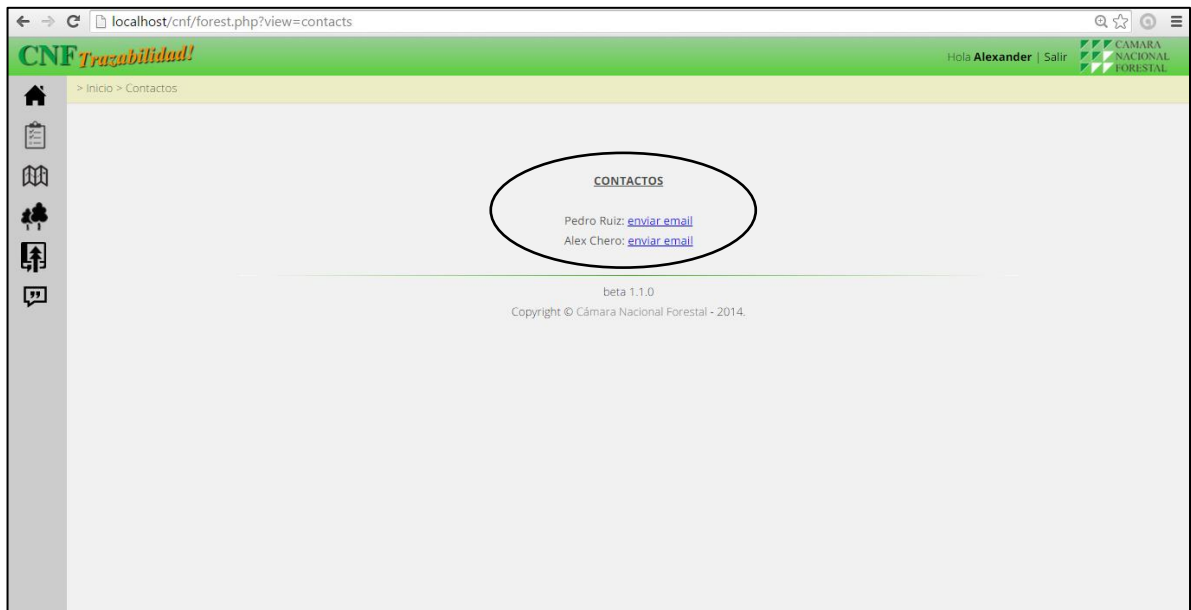 localhost/cnf/forest.php?view=contacts
CNF Trazabilidad!
Hola Alexander | Salir
CAMARA
NACIONAL
FORESTAL
> Inicio > Contactos
CONTACTOS
Pedro Ruiz: enviar email
Alex Chero: enviar email
beta 1.1.0
Copyright © Cámara Nacional Forestal - 2014.